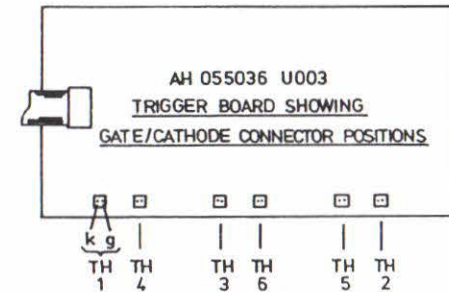 AH 055036 U003
TRIGGER BOARD SHOWING
GATE/CATHODE CONNECTOR POSITIONS
k g
TH TH TH TH TH TH
1 4 3 6 5 2